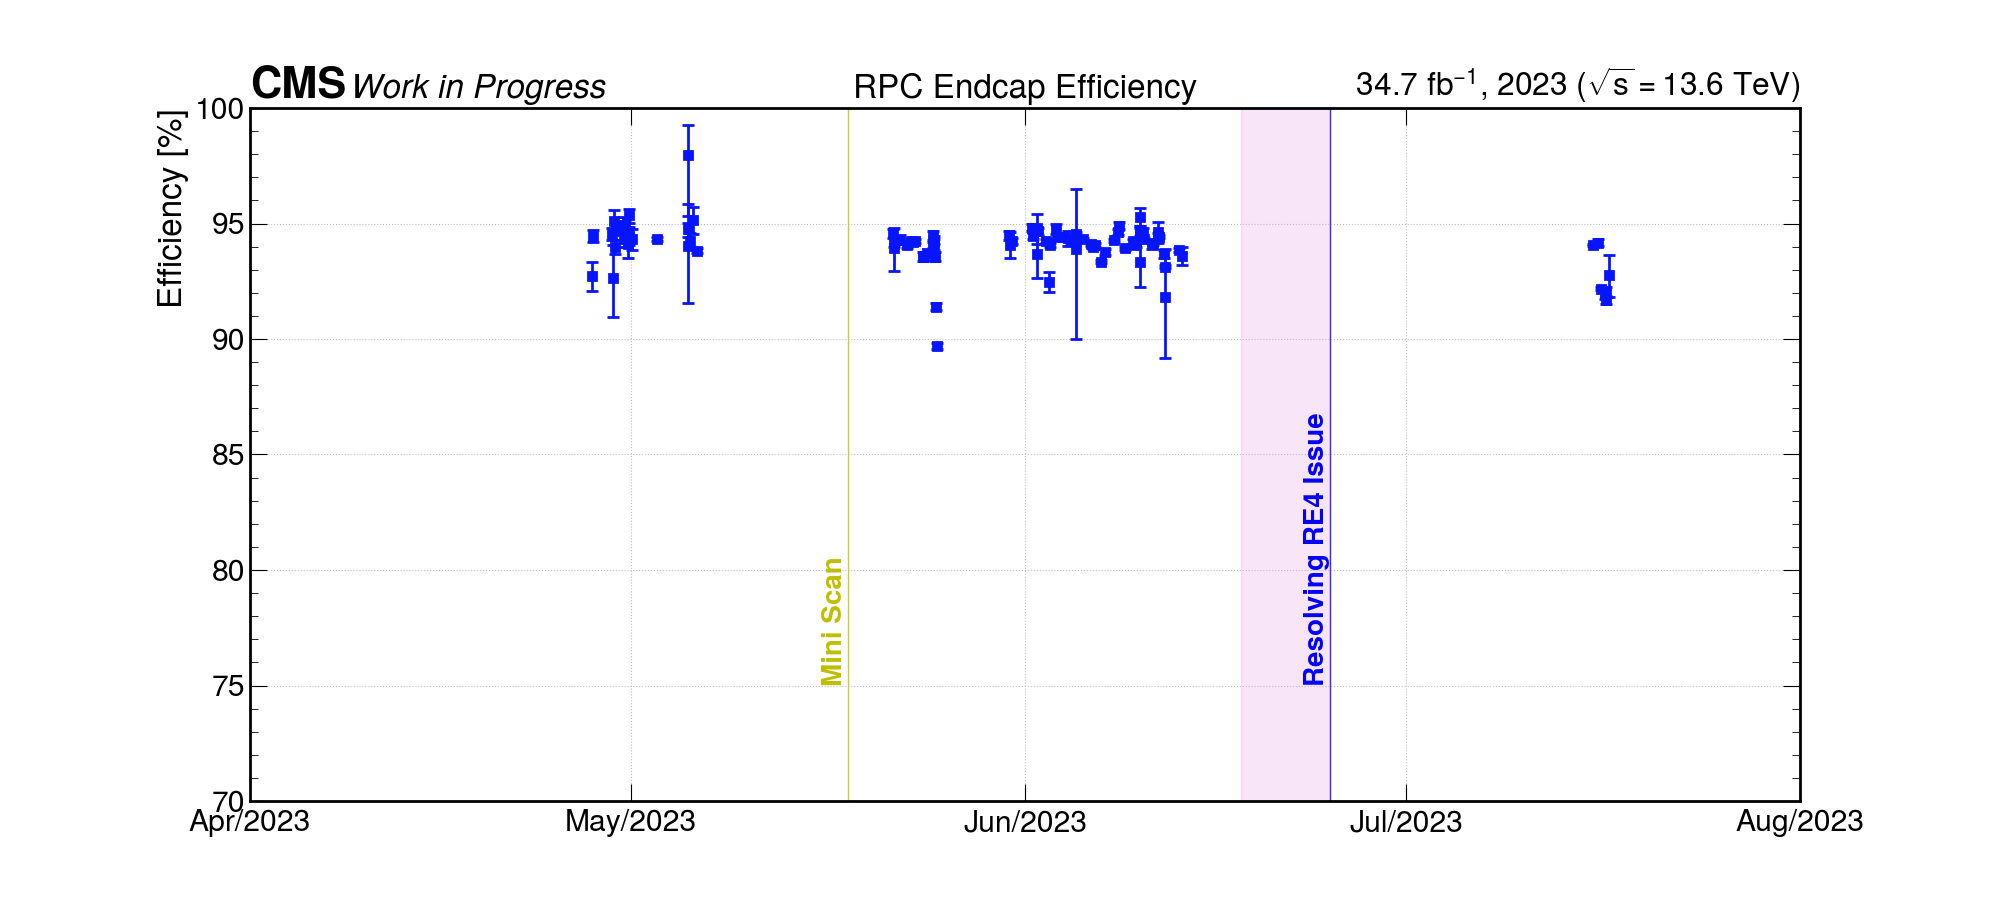 CMS Work in Progress RPC Endcap Efficiency 34.7 fb⁻¹, 2023 (√s = 13.6 TeV)
Efficiency [%]
100
95
90
85
80
75
70
Mini Scan
Resolving RE4 Issue
Apr/2023 May/2023 Jun/2023 Jul/2023 Aug/2023